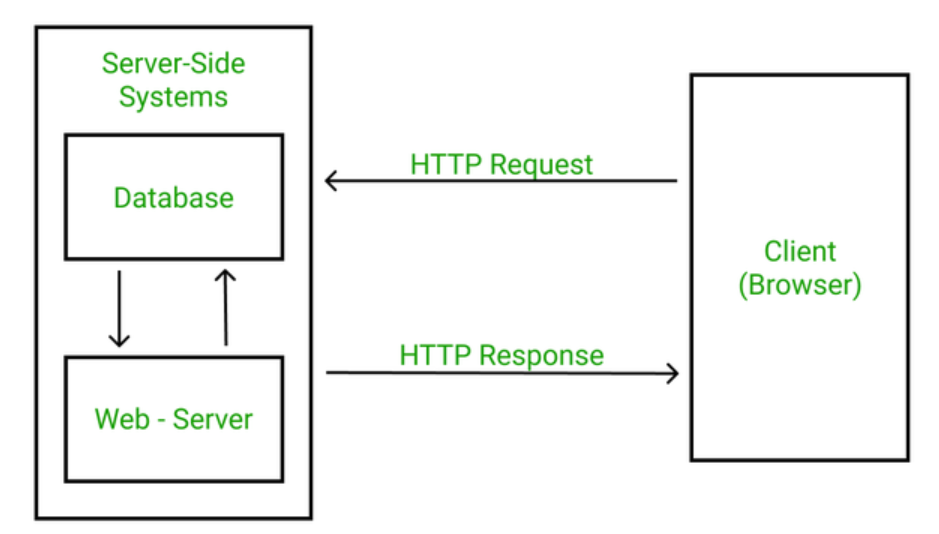 Server-Side
Systems
Database
Web - Server
HTTP Request
HTTP Response
Client
(Browser)